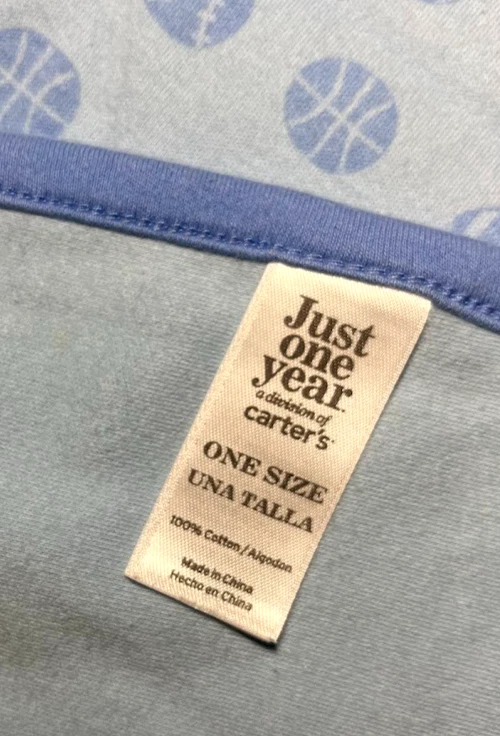 Just
one
year
a division of
carter's
ONE SIZE
UNA TALLA
100% Cotton / Algodon
Made in China
Hecho en China